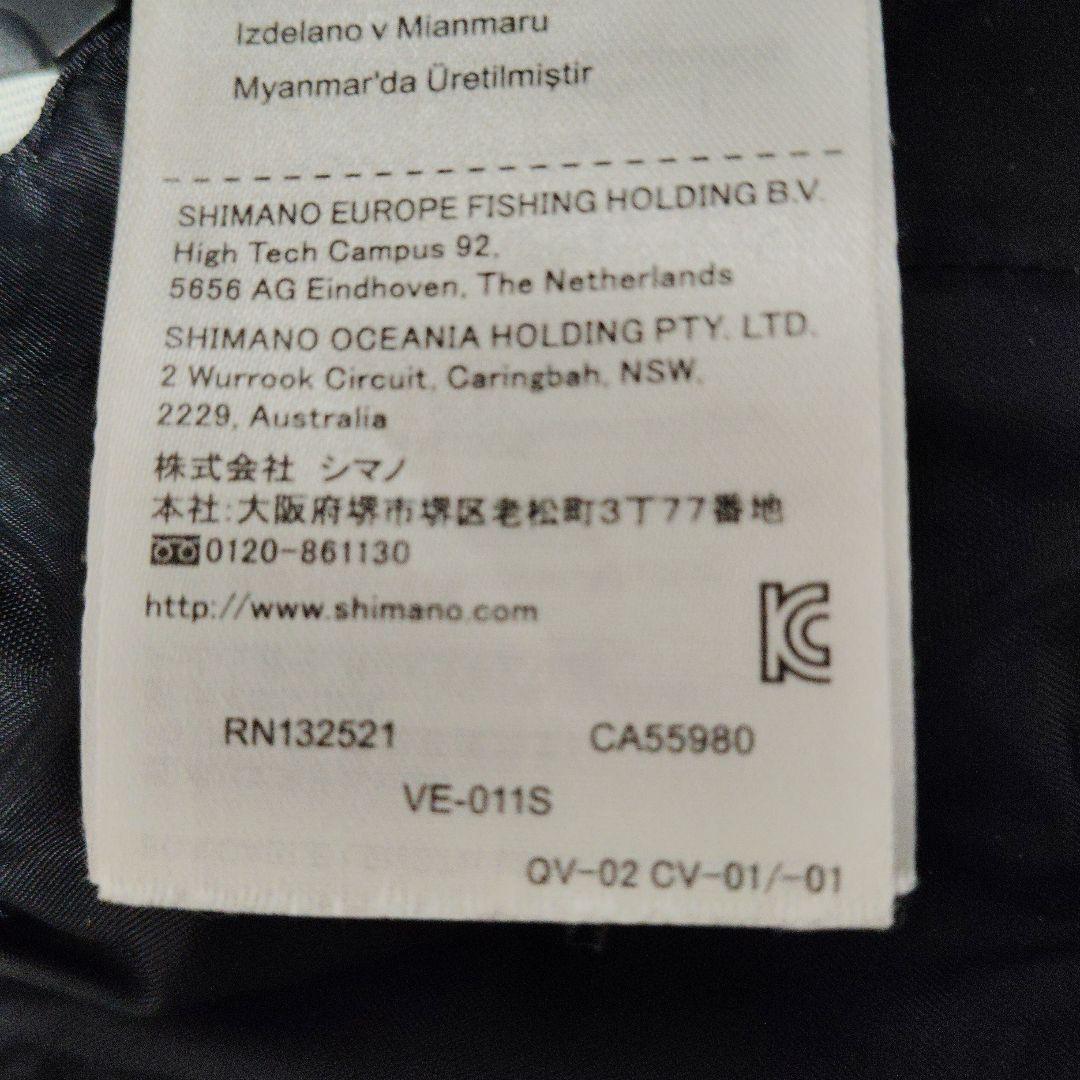 Izdelano v Mianmaru
Myanmar'da Üretilmiştir
SHIMANO EUROPE FISHING HOLDING B.V.
High Tech Campus 92,
5656 AG Eindhoven, The Netherlands
SHIMANO OCEANIA HOLDING PTY. LTD.
2 Wurrook Circuit, Caringbah, NSW,
2229, Australia
株式会社 シマノ
本社:大阪府堺市堺区老松町3丁77番地
0120-861130
http://www.shimano.com
KC
RN132521 CA55980
VE-011S
QV-02 CV-01/-01